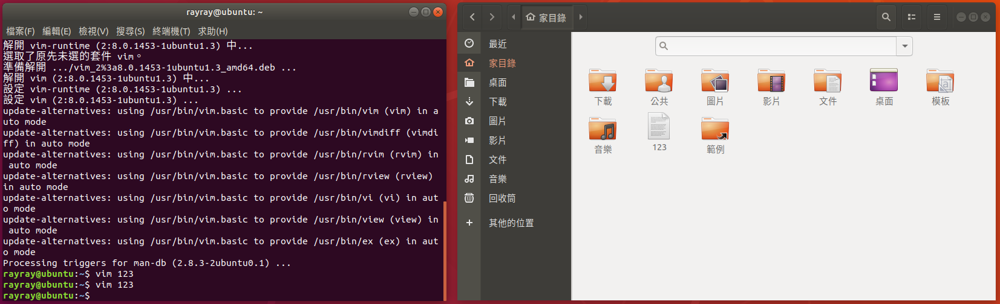 rayray@ubuntu: ~
檔案(F) 編輯(E) 檢視(V) 搜尋(S) 終端機(T) 求助(H)
解開 vim-runtime (2:8.0.1453-1ubuntu1.3) 中...
選取了原先未選的套件 vim。
準備解開 .../vim_2%3a8.0.1453-1ubuntu1.3_amd64.deb ...
解開 vim (2:8.0.1453-1ubuntu1.3) 中...
設定 vim-runtime (2:8.0.1453-1ubuntu1.3) ...
設定 vim (2:8.0.1453-1ubuntu1.3) ...
update-alternatives: using /usr/bin/vim.basic to provide /usr/bin/vim (vim) in a
uto mode
update-alternatives: using /usr/bin/vim.basic to provide /usr/bin/vimdiff (vimdi
ff) in auto mode
update-alternatives: using /usr/bin/vim.basic to provide /usr/bin/rvim (rvim) in
 auto mode
update-alternatives: using /usr/bin/vim.basic to provide /usr/bin/rview (rview)
in auto mode
update-alternatives: using /usr/bin/vim.basic to provide /usr/bin/vi (vi) in aut
o mode
update-alternatives: using /usr/bin/vim.basic to provide /usr/bin/view (view) in
 auto mode
update-alternatives: using /usr/bin/vim.basic to provide /usr/bin/ex (ex) in aut
o mode
Processing triggers for man-db (2.8.3-2ubuntu0.1) ...
rayray@ubuntu:~$ vim 123
rayray@ubuntu:~$ vim 123
rayray@ubuntu:~$
家目錄
最近
家目錄
桌面
下載
圖片
影片
文件
音樂
回收筒
其他的位置
下載 公共 圖片 影片 文件 桌面 模板
音樂 123 範例